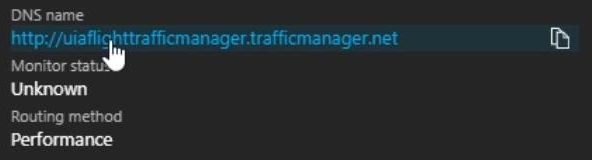 DNS name
http://uiaflighttrafficmanager.trafficmanager.net
Monitor status
Unknown
Routing method
Performance